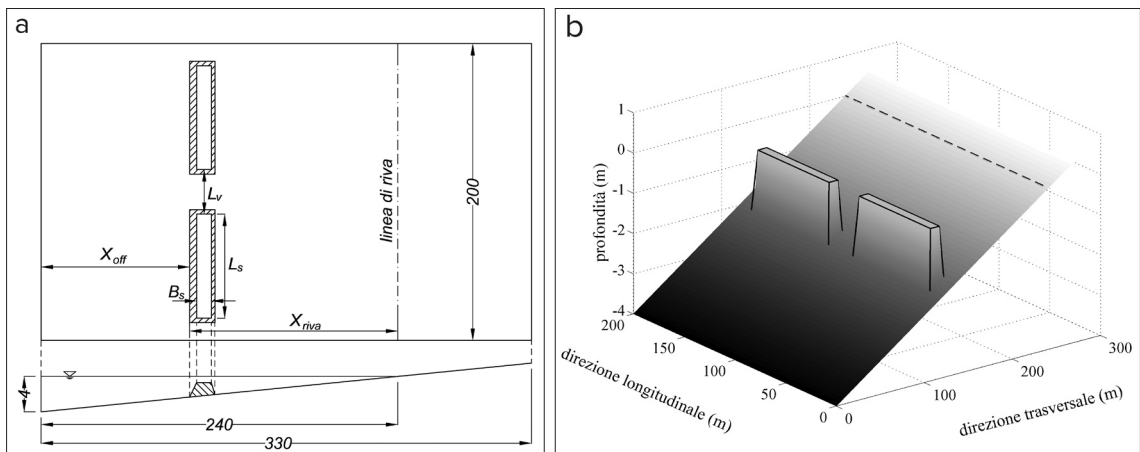 a
X_off
L_v
L_s
B_s
X_riva
linea di riva
200
4
240
330
b
1
0
-1
-2
-3
-4
profondità (m)
200
150
100
50
0
direzione longitudinale (m)
0
100
200
300
direzione trasversale (m)